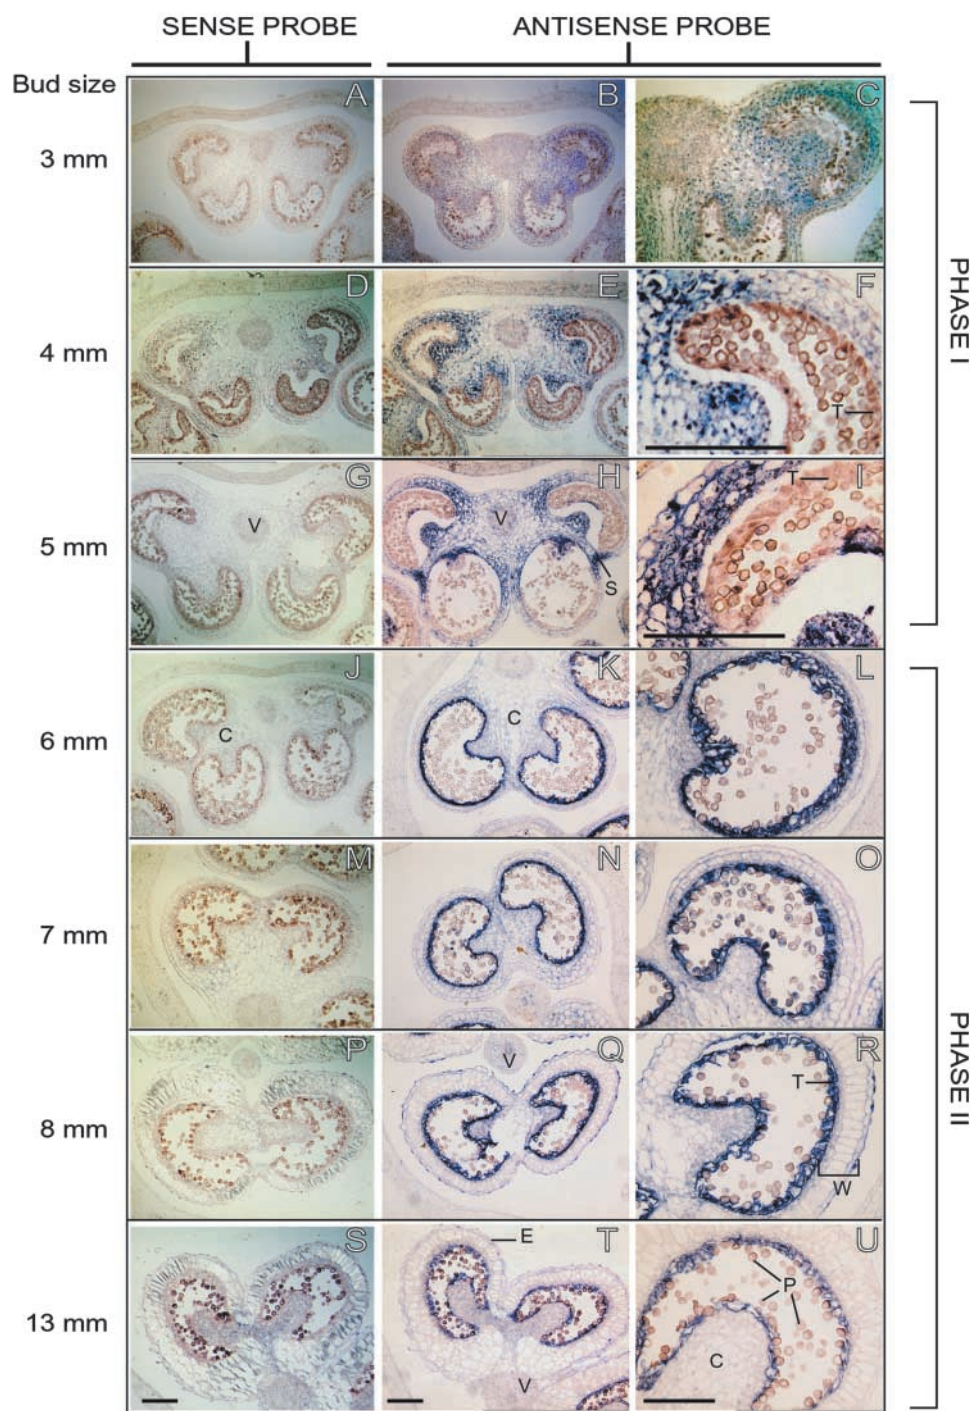 SENSE PROBE ANTISENSE PROBE
Bud size
A B C
3 mm
D E F
4 mm
T
G H I
T
V V
5 mm
S
J K L
6 mm
C C
M N O
7 mm
P Q R
V
T
8 mm
W
S T U
E
P
13 mm
C
V
PHASE I
PHASE II